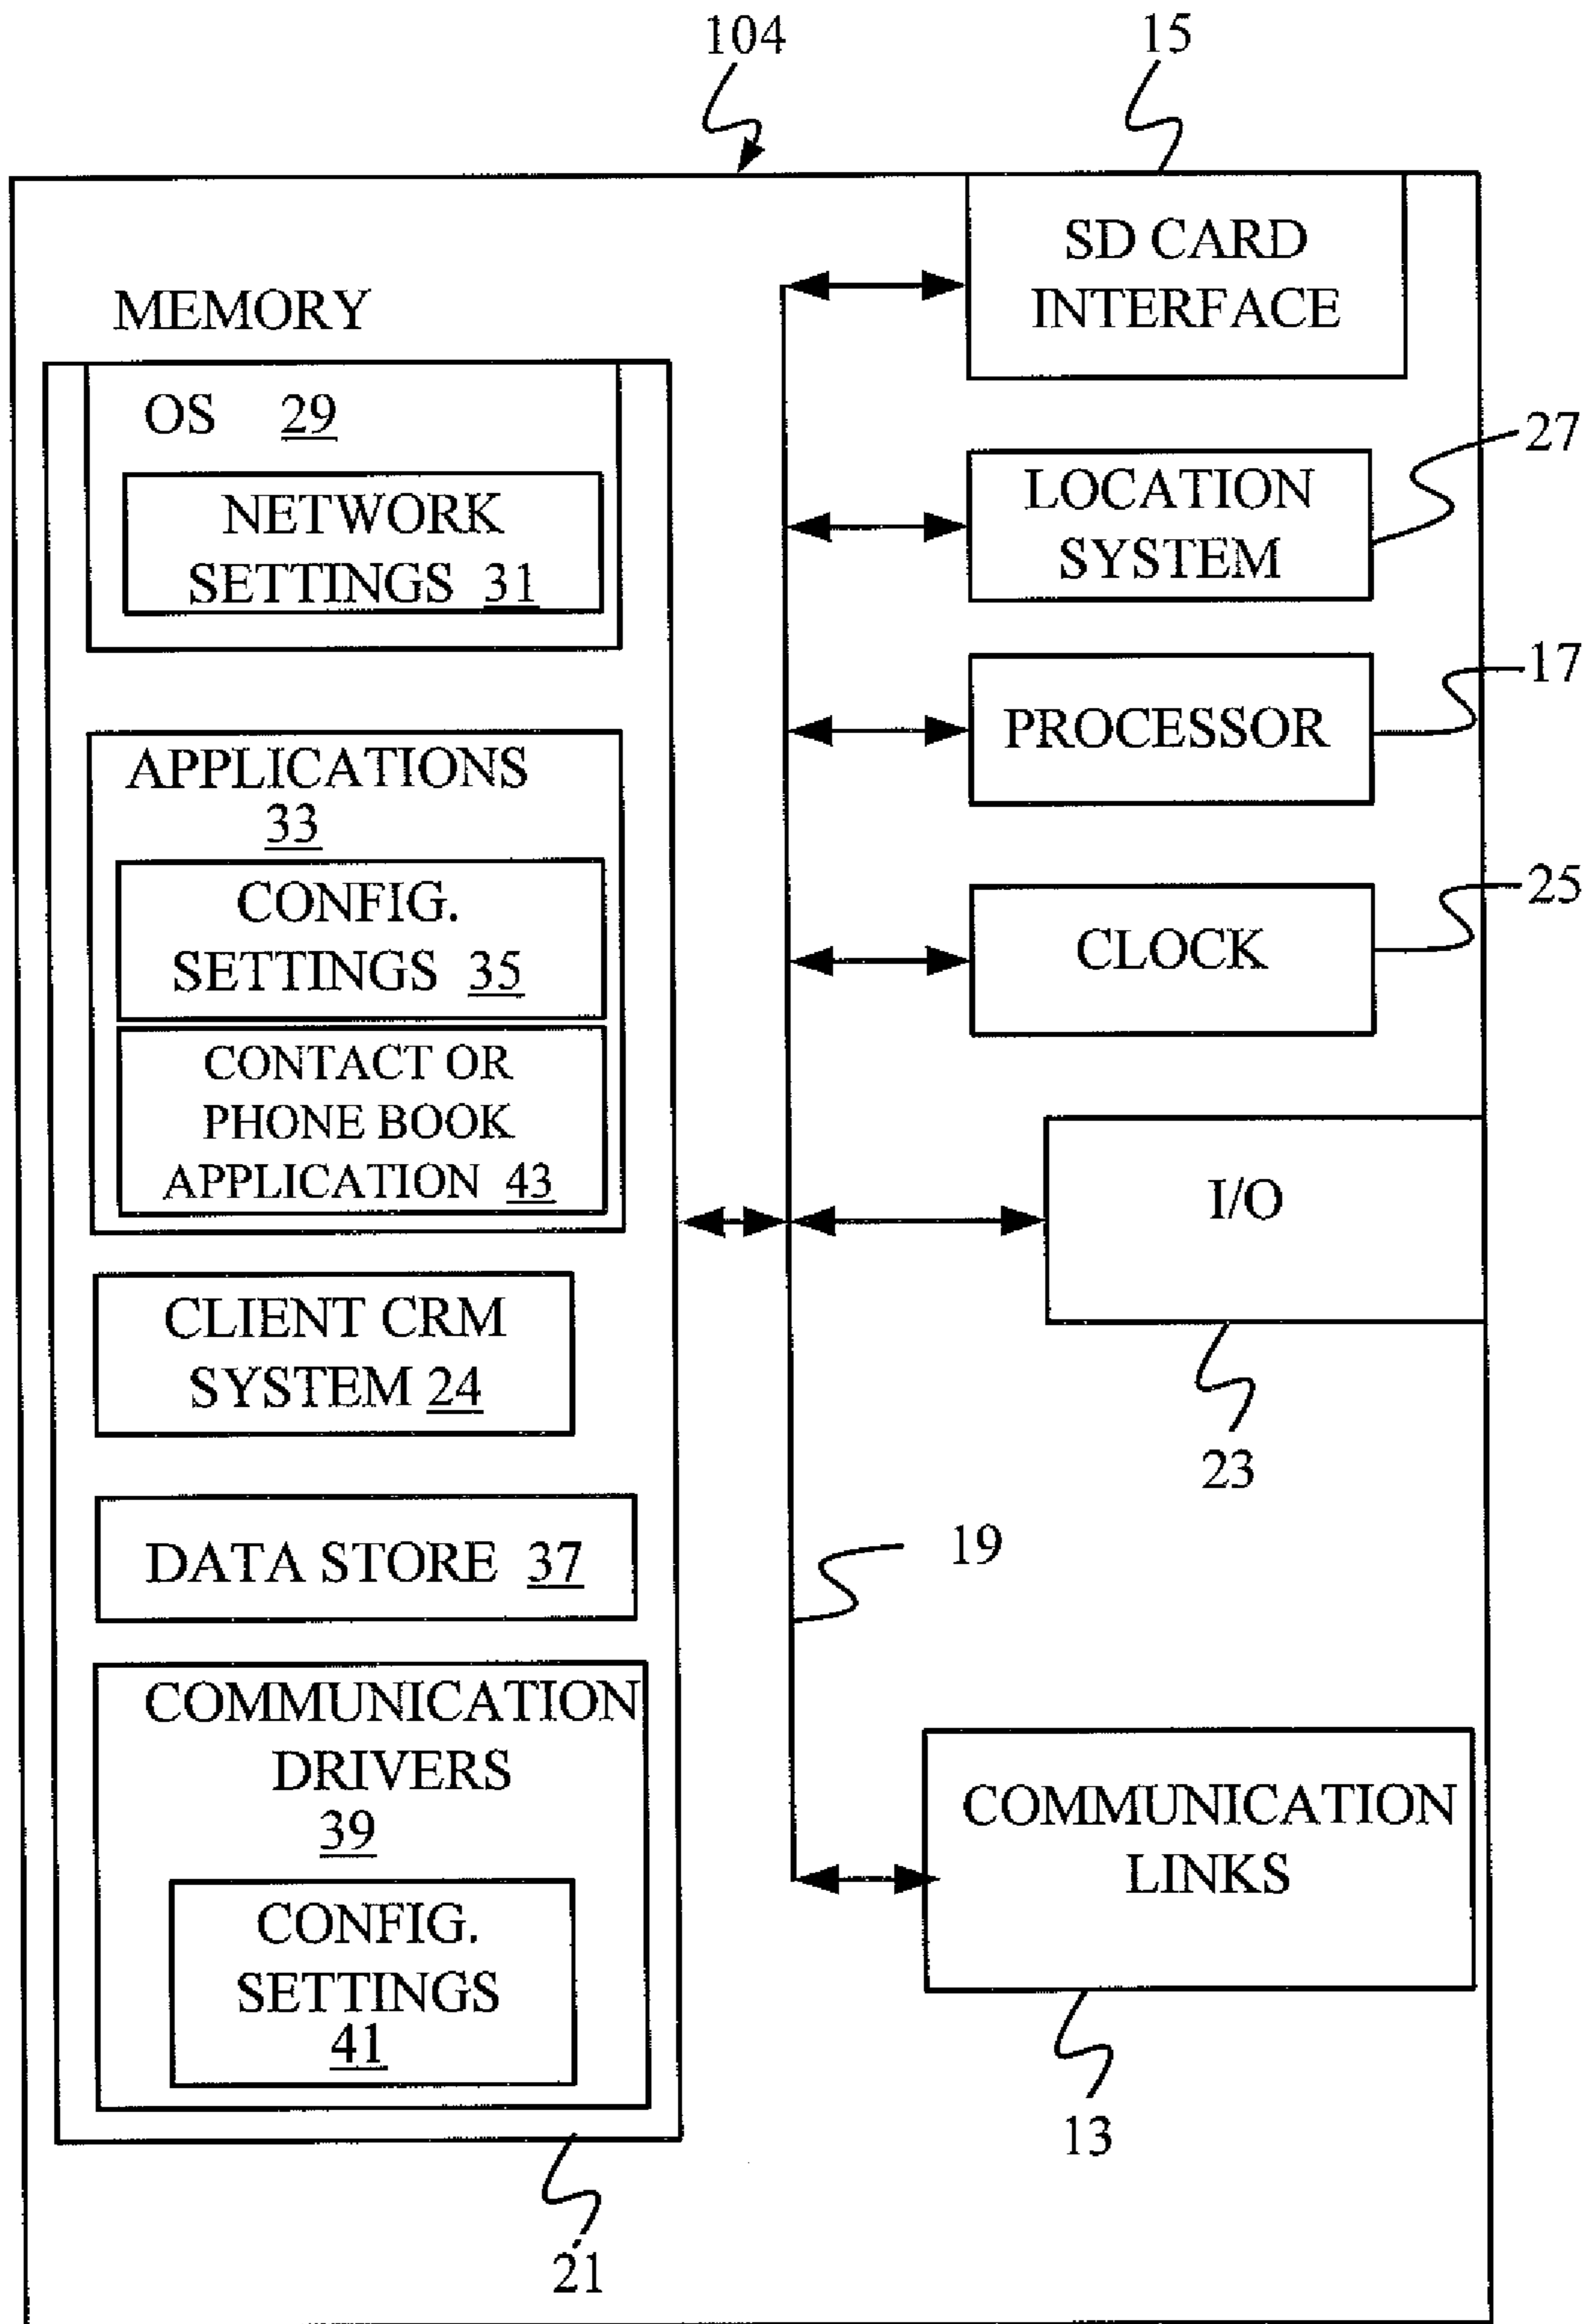 104
15
SD CARD
INTERFACE
MEMORY
OS 29
27
NETWORK
SETTINGS 31
LOCATION
SYSTEM
17
PROCESSOR
APPLICATIONS
33
CONFIG.
SETTINGS 35
25
CLOCK
CONTACT OR
PHONE BOOK
APPLICATION 43
I/O
CLIENT CRM
SYSTEM 24
23
DATA STORE 37
19
COMMUNICATION
DRIVERS
39
COMMUNICATION
LINKS
CONFIG.
SETTINGS
41
13
21